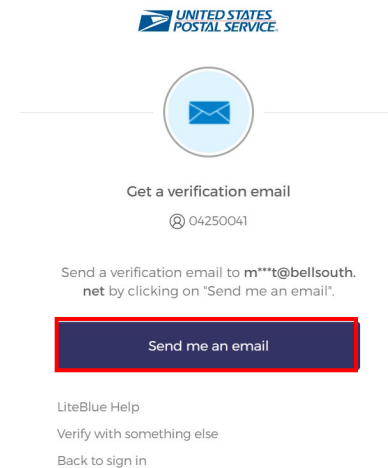 UNITED STATES
POSTAL SERVICE.
Get a verification email
04250041
Send a verification email to m***t@bellsouth.
net by clicking on "Send me an email".
Send me an email
LiteBlue Help
Verify with something else
Back to sign in